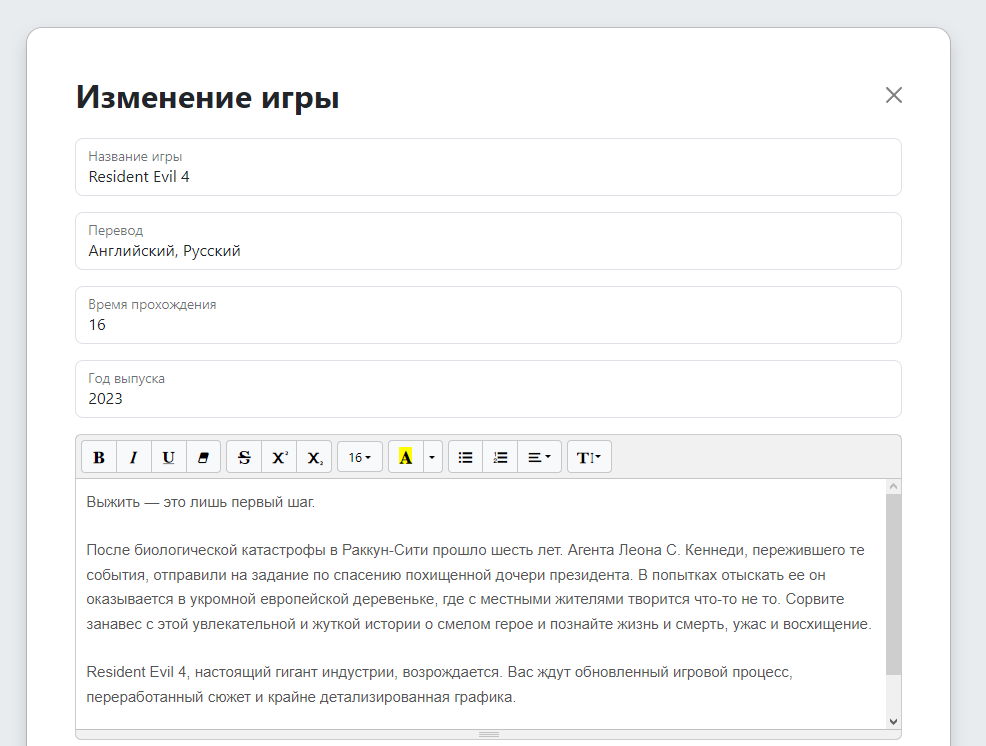 Изменение игры
Название игры
Resident Evil 4
Перевод
Английский, Русский
Время прохождения
16
Год выпуска
2023
B I U S X² X₂ 16 A T
Выжить — это лишь первый шаг.
После биологической катастрофы в Раккун-Сити прошло шесть лет. Агента Леона С. Кеннеди, пережившего те
события, отправили на задание по спасению похищенной дочери президента. В попытках отыскать ее он
оказывается в укромной европейской деревеньке, где с местными жителями творится что-то не то. Сорвите
занавес с этой увлекательной и жуткой истории о смелом герое и познайте жизнь и смерть, ужас и восхищение.
Resident Evil 4, настоящий гигант индустрии, возрождается. Вас ждут обновленный игровой процесс,
переработанный сюжет и крайне детализированная графика.